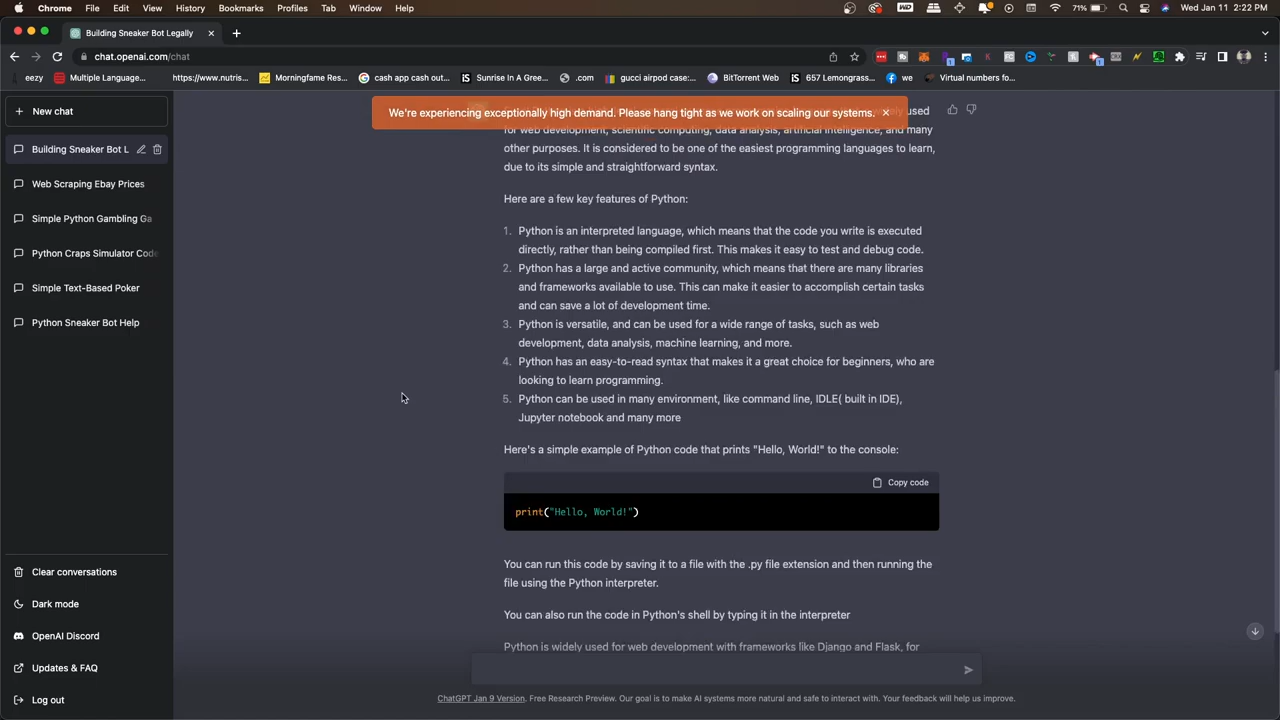 Chrome File Edit View History Bookmarks Profiles Tab Window Help
71% Wed Jan 11 2:22 PM
Building Sneaker Bot Legally
chat.openai.com/chat
eezy Multiple Language... https://www.nutris... Morningfame Res... cash app cash out... Sunrise In A Gree... .com gucci airpod case:... BitTorrent Web 657 Lemongrass... we Virtual numbers fo...
New chat
Building Sneaker Bot L
Web Scraping Ebay Prices
Simple Python Gambling Ga
Python Craps Simulator Code
Simple Text-Based Poker
Python Sneaker Bot Help
Clear conversations
Dark mode
OpenAI Discord
Updates & FAQ
Log out
We're experiencing exceptionally high demand. Please hang tight as we work on scaling our systems.
used
for web development, scientific computing, data analysis, artificial intelligence, and many
other purposes. It is considered to be one of the easiest programming languages to learn,
due to its simple and straightforward syntax.
Here are a few key features of Python:
1. Python is an interpreted language, which means that the code you write is executed
directly, rather than being compiled first. This makes it easy to test and debug code.
2. Python has a large and active community, which means that there are many libraries
and frameworks available to use. This can make it easier to accomplish certain tasks
and can save a lot of development time.
3. Python is versatile, and can be used for a wide range of tasks, such as web
development, data analysis, machine learning, and more.
4. Python has an easy-to-read syntax that makes it a great choice for beginners, who are
looking to learn programming.
5. Python can be used in many environment, like command line, IDLE( built in IDE),
Jupyter notebook and many more
Here's a simple example of Python code that prints "Hello, World!" to the console:
Copy code
print("Hello, World!")
You can run this code by saving it to a file with the .py file extension and then running the
file using the Python interpreter.
You can also run the code in Python's shell by typing it in the interpreter
Python is widely used for web development with frameworks like Django and Flask, for
ChatGPT Jan 9 Version. Free Research Preview. Our goal is to make AI systems more natural and safe to interact with. Your feedback will help us improve.